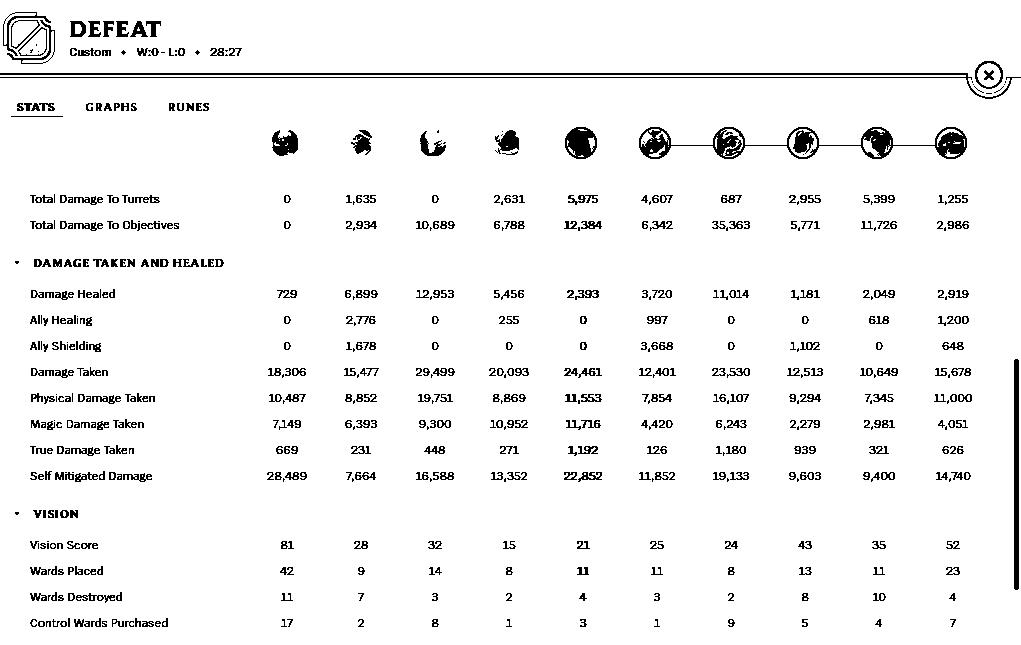 DEFEAT
Custom • W:0 - L:0 • 28:27
STATS GRAPHS RUNES
Total Damage To Turrets 0 1,635 0 2,631 5,975 4,607 687 2,955 5,399 1,255
Total Damage To Objectives 0 2,934 10,689 6,788 12,384 6,342 35,363 5,771 11,726 2,986
DAMAGE TAKEN AND HEALED
Damage Healed 729 6,899 12,953 5,456 2,393 3,720 11,014 1,181 2,049 2,919
Ally Healing 0 2,776 0 255 0 997 0 0 618 1,200
Ally Shielding 0 1,678 0 0 0 3,668 0 1,102 0 648
Damage Taken 18,306 15,477 29,499 20,093 24,461 12,401 23,530 12,513 10,649 15,678
Physical Damage Taken 10,487 8,852 19,751 8,869 11,553 7,854 16,107 9,294 7,345 11,000
Magic Damage Taken 7,149 6,393 9,300 10,952 11,716 4,420 6,243 2,279 2,981 4,051
True Damage Taken 669 231 448 271 1,192 126 1,180 939 321 626
Self Mitigated Damage 28,489 7,664 16,588 13,352 22,852 11,852 19,133 9,603 9,400 14,740
VISION
Vision Score 81 28 32 15 21 25 24 43 35 52
Wards Placed 42 9 14 8 11 11 8 13 11 23
Wards Destroyed 11 7 3 2 4 3 2 8 10 4
Control Wards Purchased 17 2 8 1 3 1 9 5 4 7